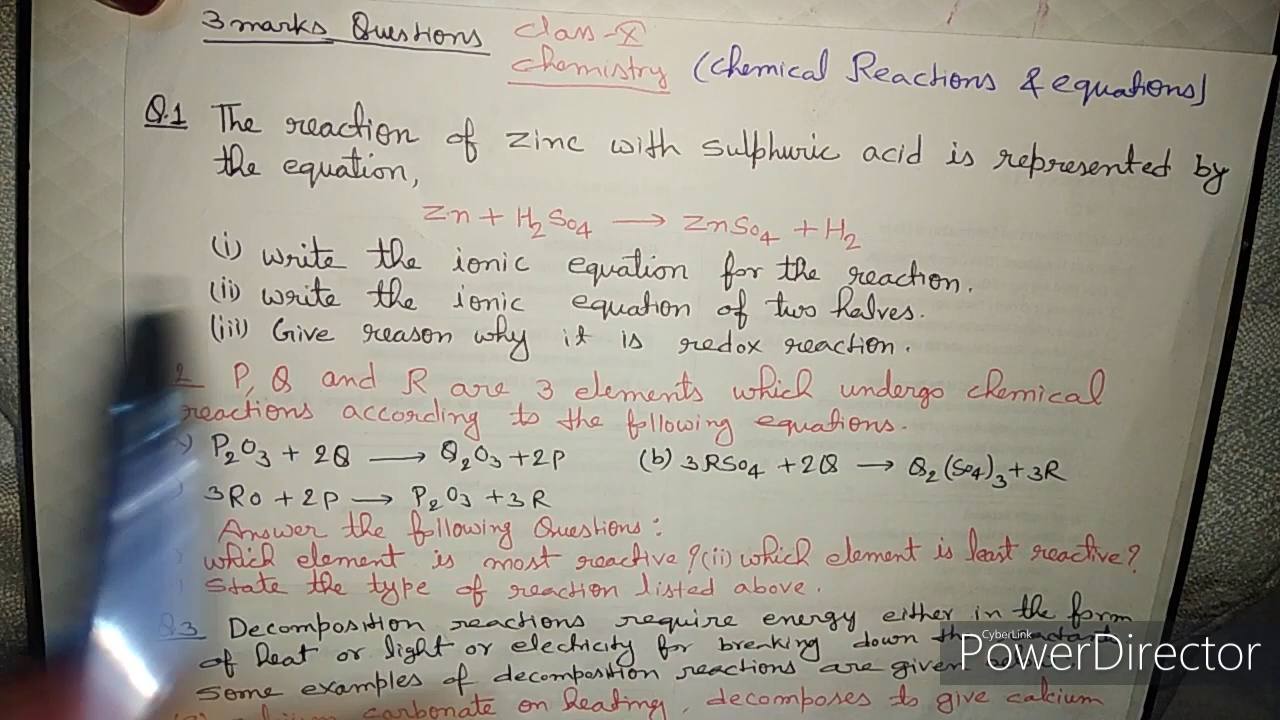 3 marks Questions class-X
chemistry (Chemical Reactions & equations)
Q.1 The reaction of zinc with sulphuric acid is represented by
the equation,
Zn + H2SO4 → ZnSO4 + H2
(i) write the ionic equation for the reaction.
(ii) write the ionic equation of two halves.
(iii) Give reason why it is redox reaction.
2 P, Q and R are 3 elements which undergo chemical
reactions according to the following equations.
P2O3 + 2Q → Q2O3 + 2P (b) 3RSO4 + 2Q → Q2(SO4)3 + 3R
3RO + 2P → P2O3 + 3R
Answer the following Questions:
which element is most reactive? (ii) which element is least reactive?
state the type of reaction listed above.
Q.3 Decomposition reactions require energy either in the form
of heat or light or electricity for breaking down the
some examples of decomposition reactions are given
carbonate on heating, decomposes to give calcium
CyberLink
PowerDirector